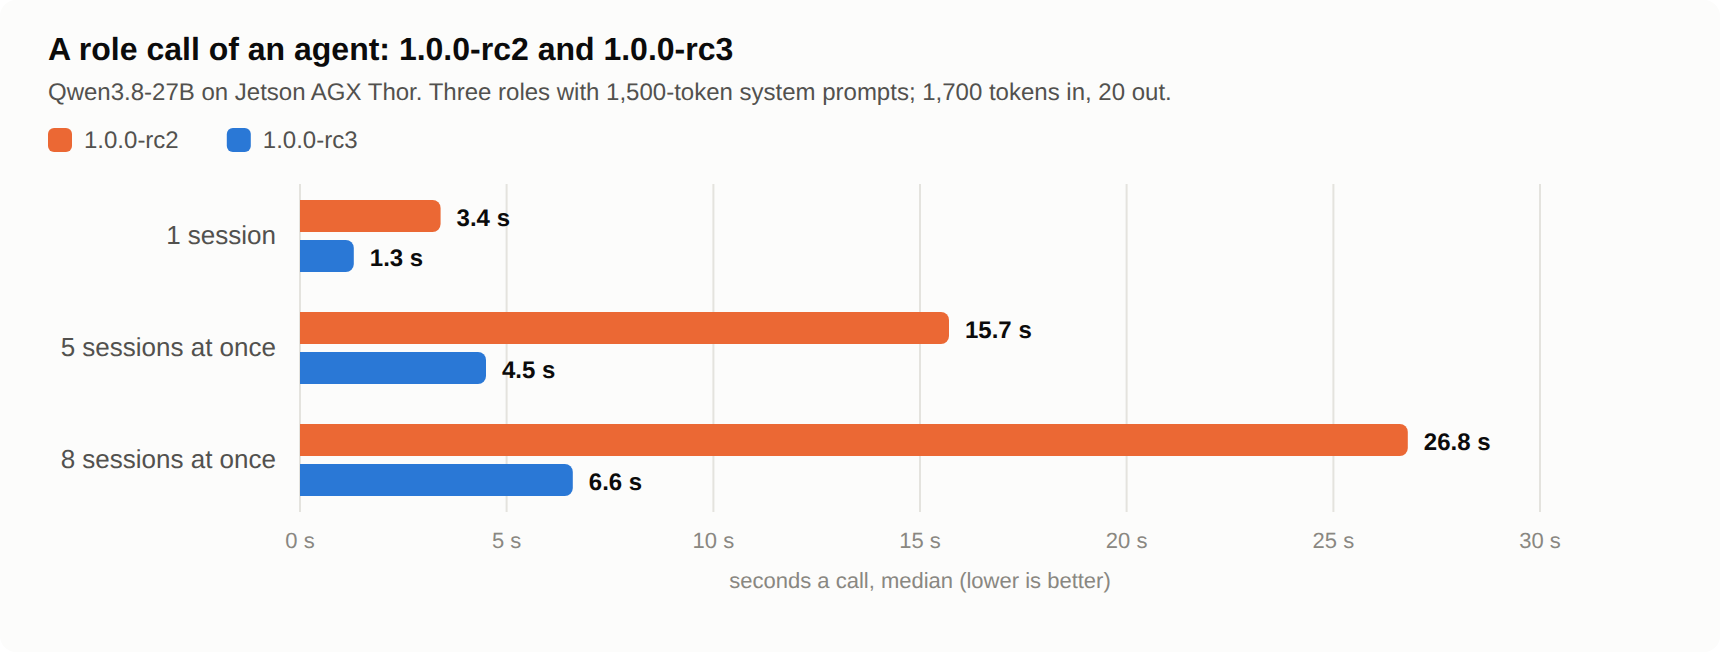 A role call of an agent: 1.0.0-rc2 and 1.0.0-rc3
Qwen3.8-27B on Jetson AGX Thor. Three roles with 1,500-token system prompts; 1,700 tokens in, 20 out.
1.0.0-rc2 1.0.0-rc3
3.4 s
1 session
1.3 s
15.7 s
5 sessions at once
4.5 s
26.8 s
8 sessions at once
6.6 s
0 s 5 s 10 s 15 s 20 s 25 s 30 s
seconds a call, median (lower is better)